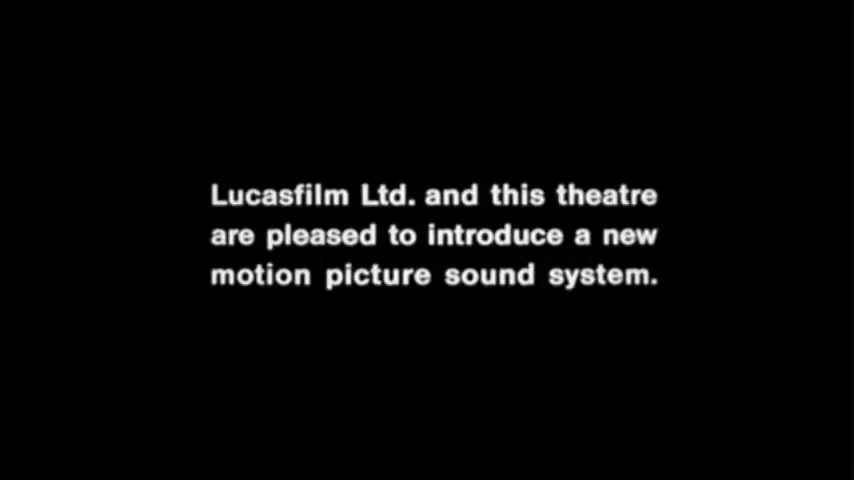 Lucasfilm Ltd. and this theatre
are pleased to introduce a new
motion picture sound system.